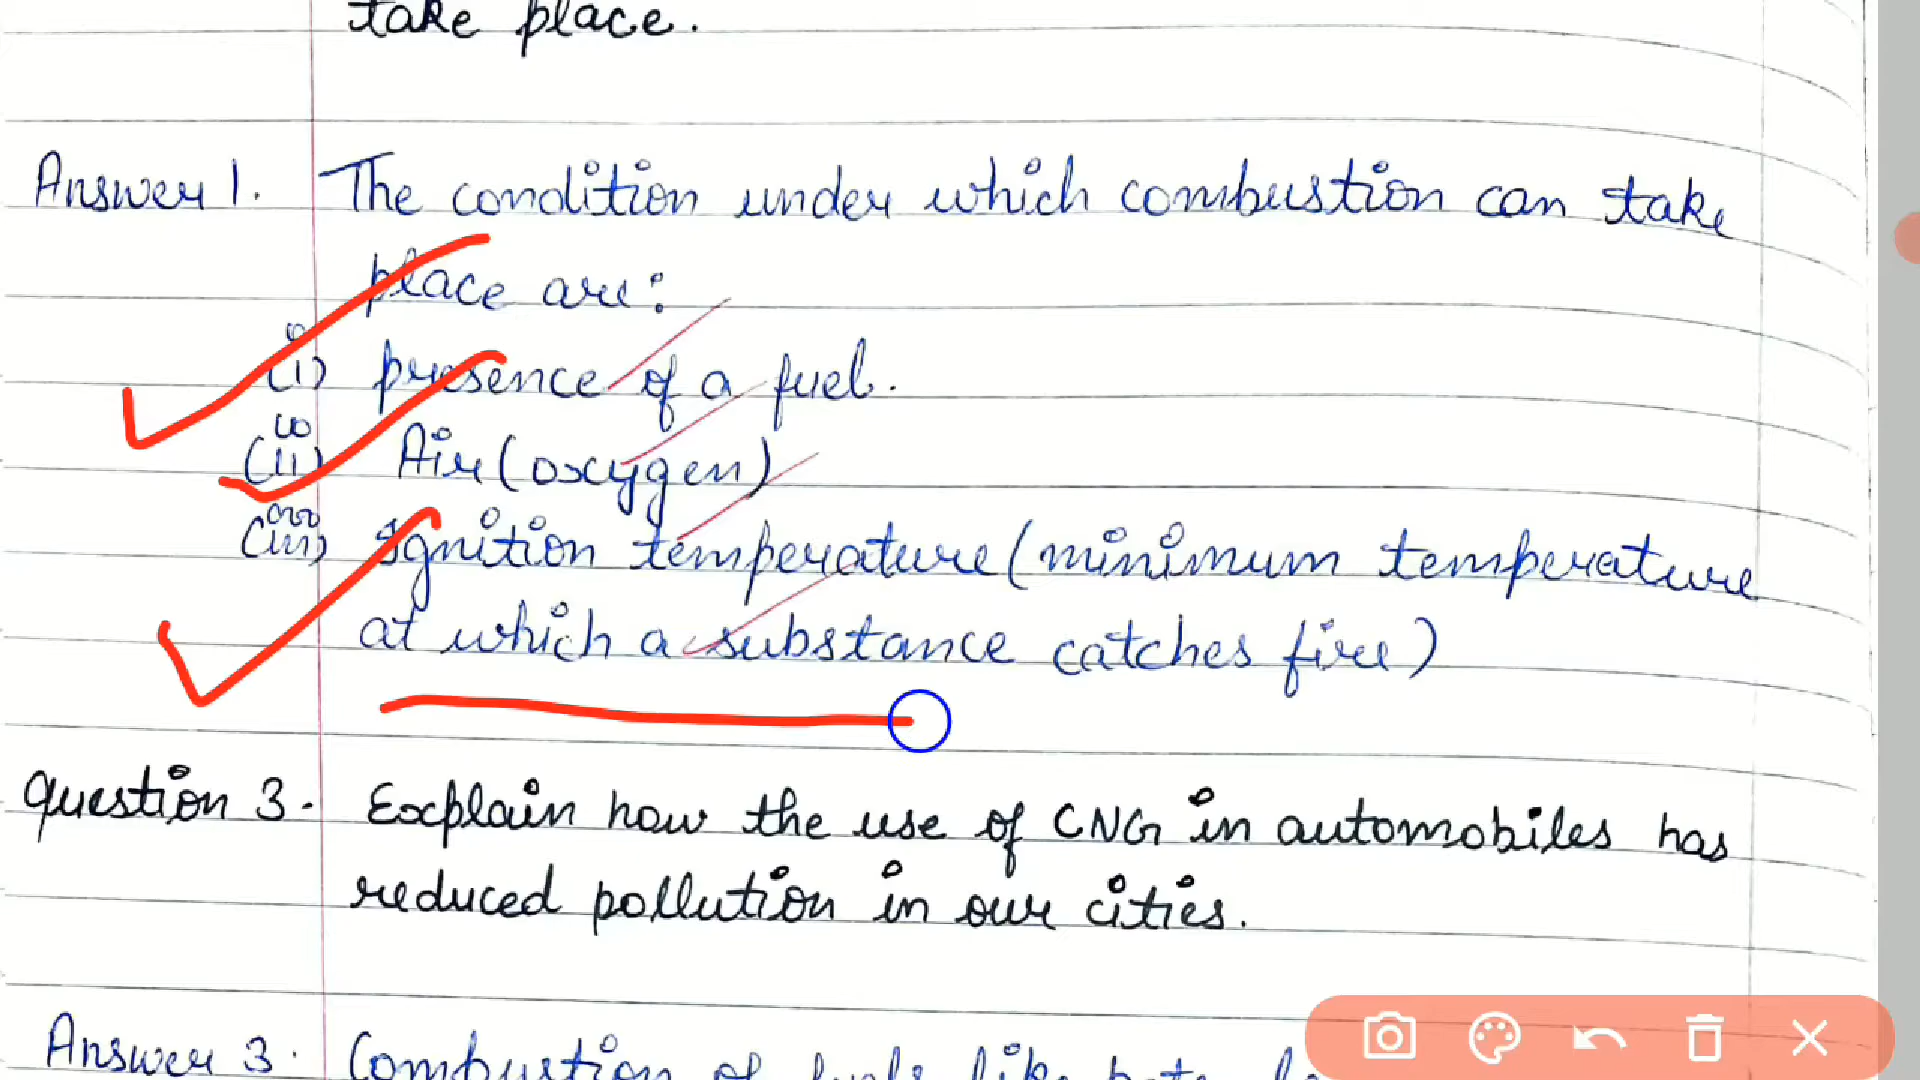 take place.
Answer 1. The condition under which combustion can take
place are:
(i) presence of a fuel.
(ii) Air (oxygen)
(iii) Ignition temperature (minimum temperature
at which a substance catches fire)
Question 3. Explain how the use of CNG in automobiles has
reduced pollution in our cities.
Answer 3. Combustion of fuels like